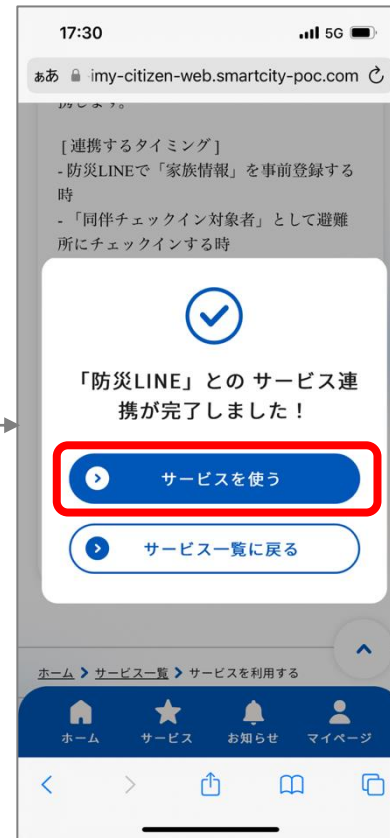 17:30
5G
ぁあ imy-citizen-web.smartcity-poc.com
携します。
[連携するタイミング]
- 防災LINEで「家族情報」を事前登録する
時
- 「同伴チェックイン対象者」として避難
所にチェックインする時
「防災LINE」との サービス連
携が完了しました！
サービスを使う
サービス一覧に戻る
ホーム > サービス一覧 > サービスを利用する
ホーム サービス お知らせ マイページ